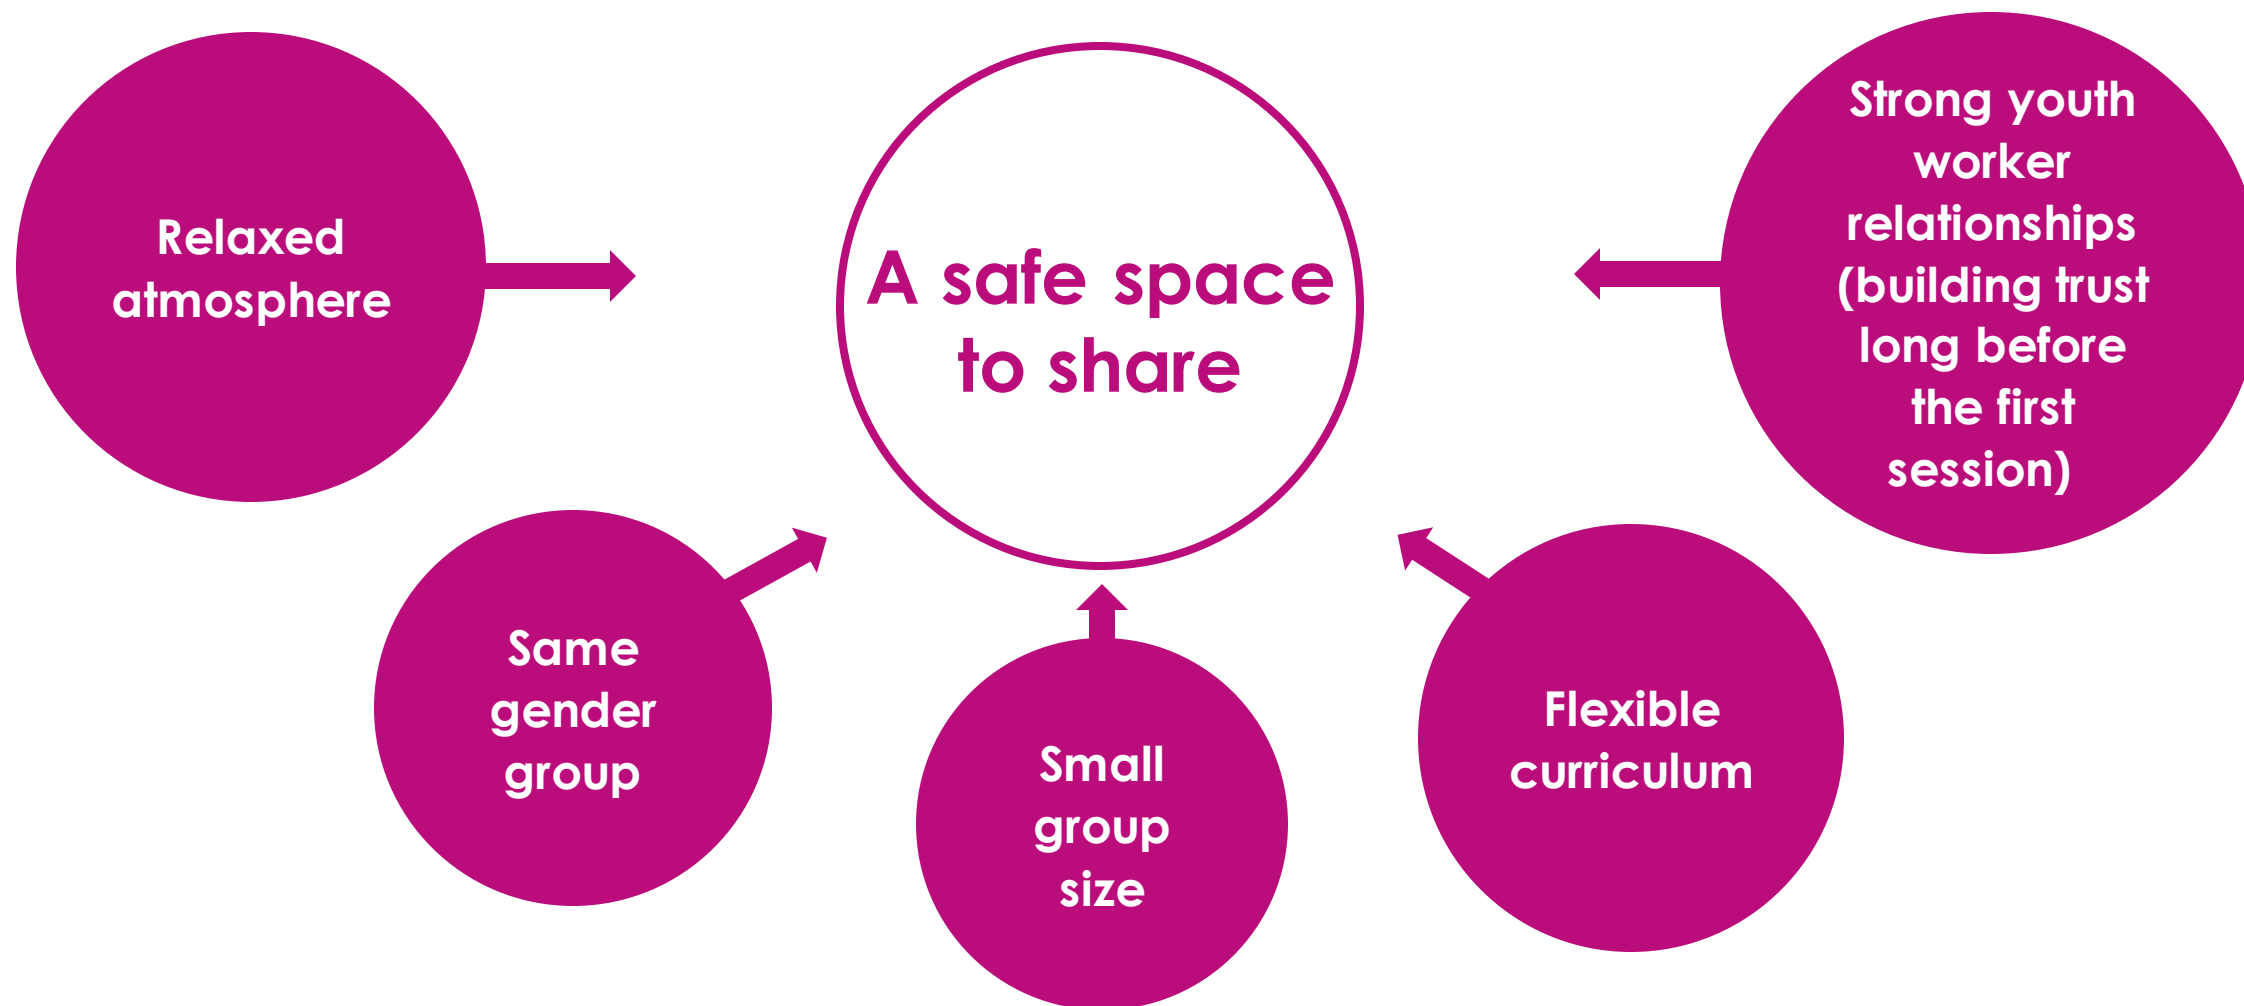 Relaxed
atmosphere
A safe space
to share
Strong youth
worker
relationships
(building trust
long before
the first
session)
Same
gender
group
Small
group
size
Flexible
curriculum